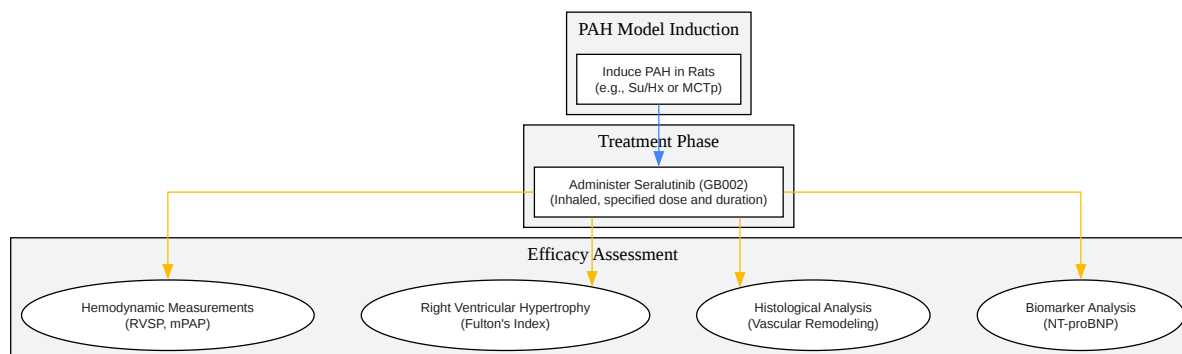 PAH Model Induction
Induce PAH in Rats
(e.g., Su/Hx or MCTp)
Treatment Phase
Administer Seralutinib (GB002)
(Inhaled, specified dose and duration)
Efficacy Assessment
Hemodynamic Measurements
(RVSP, mPAP)
Right Ventricular Hypertrophy
(Fulton's Index)
Histological Analysis
(Vascular Remodeling)
Biomarker Analysis
(NT-proBNP)